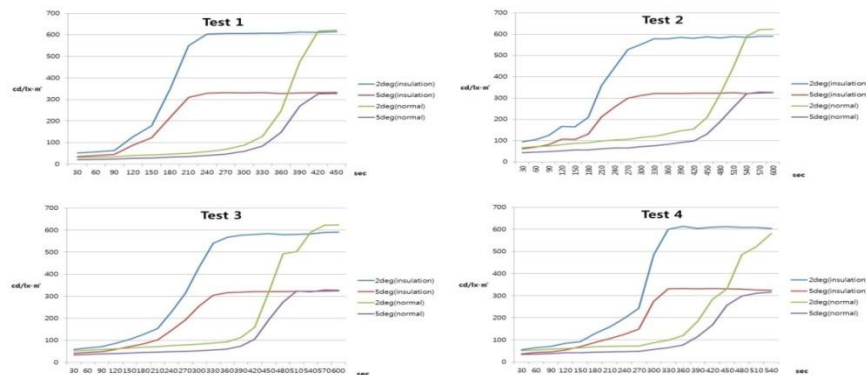 Test 1
700
600
500
400
300
200
100
0
cd/lx·㎡
30 60 90 120 150 180 210 240 270 300 330 360 390 420 450
sec
2deg(insulation)
5deg(insulation)
2deg(normal)
5deg(normal)
Test 2
700
600
500
400
300
200
100
0
cd/lx·㎡
30 60 90 120 150 180 210 240 270 300 330 360 390 420 450 480 510 540 570 600
sec
2deg(insulation)
5deg(insulation)
2deg(normal)
5deg(normal)
Test 3
700
600
500
400
300
200
100
0
cd/lx·㎡
30 60 90 120 150 180 210 240 270 300 330 360 390 420 450 480 510 540 570 600
sec
2deg(insulation)
5deg(insulation)
2deg(normal)
5deg(normal)
Test 4
700
600
500
400
300
200
100
0
cd/lx·㎡
30 60 90 120 150 180 210 240 270 300 330 360 390 420 450 480 510 540
sec
2deg(insulation)
5deg(insulation)
2deg(normal)
5deg(normal)